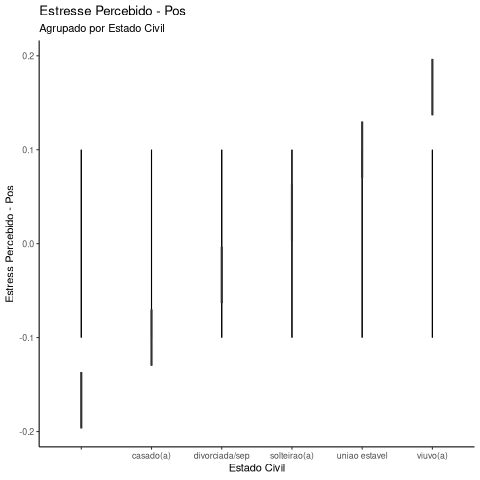 Estresse Percebido - Pos
Agrupado por Estado Civil
Estress Percebido - Pos
0.2
0.1
0.0
-0.1
-0.2
casado(a)
divorciada/sep
solteirao(a)
uniao estavel
viuvo(a)
Estado Civil